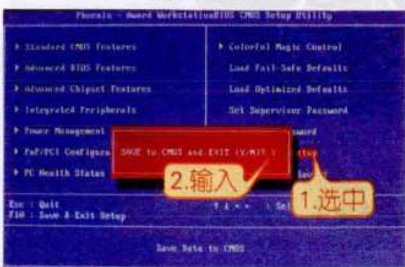 Phoenix - Award WorkstationBIOS CMOS Setup Utility
▶ Standard CMOS Features
▶ Colorful Magic Control
▶ Advanced BIOS Features
Load Fail-Safe Defaults
▶ Advanced Chipset Features
Load Optimized Defaults
▶ Integrated Peripherals
Set Supervisor Password
▶ Power Management
▶ PnP/PCI Configura
SAVE to CMOS and EXIT (Y/N)?
▶ PC Health Status
2.输入
1.选中
Esc : Quit
F10 : Save & Exit Setup
Save Data to CMOS